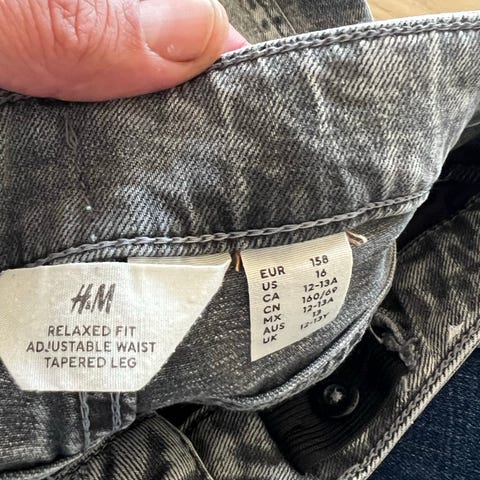 H&M
RELAXED FIT
ADJUSTABLE WAIST
TAPERED LEG
EUR 158
US 16
CA 12-13A
CN 160/69
MX 12-13A
AUS 13
UK 12-13Y